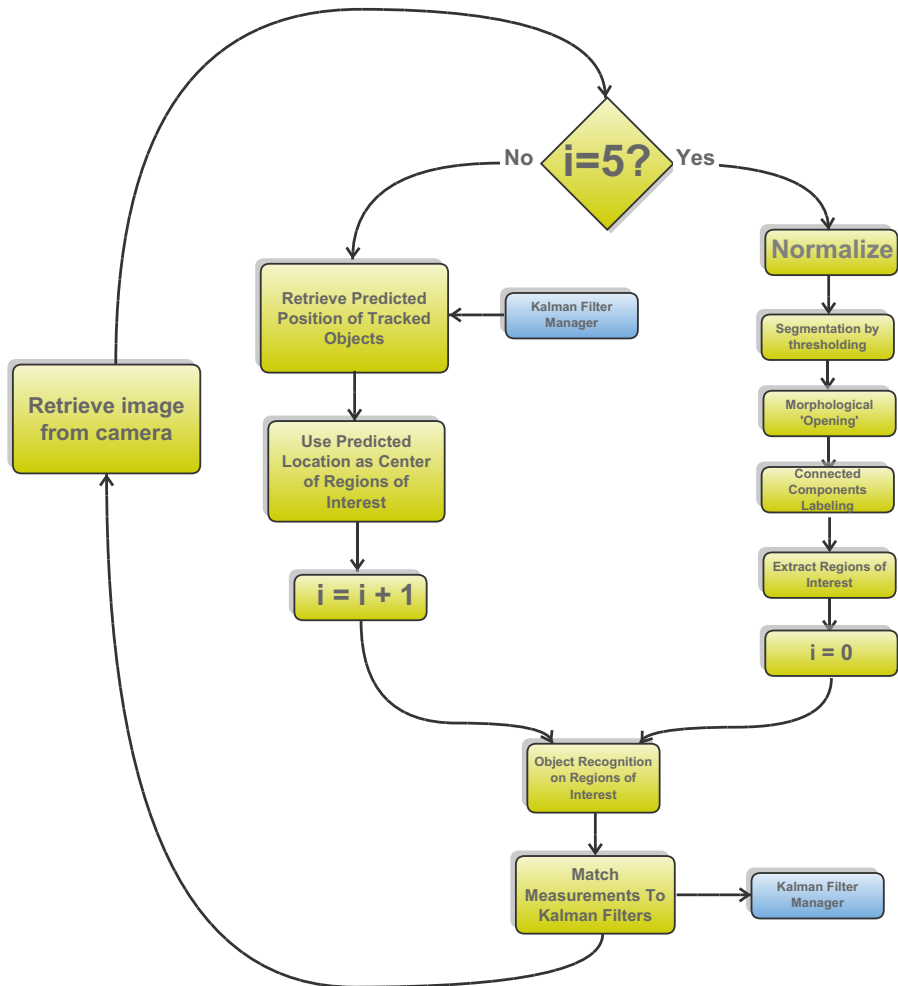 i=5?
No
Yes
Normalize
Retrieve Predicted
Position of Tracked
Objects
Kalman Filter
Manager
Segmentation by
thresholding
Retrieve image
from camera
Morphological
'Opening'
Use Predicted
Location as Center
of Regions of
Interest
Connected
Components
Labeling
Extract Regions of
Interest
i = i + 1
i = 0
Object Recognition
on Regions of
Interest
Match
Measurements To
Kalman Filters
Kalman Filter
Manager